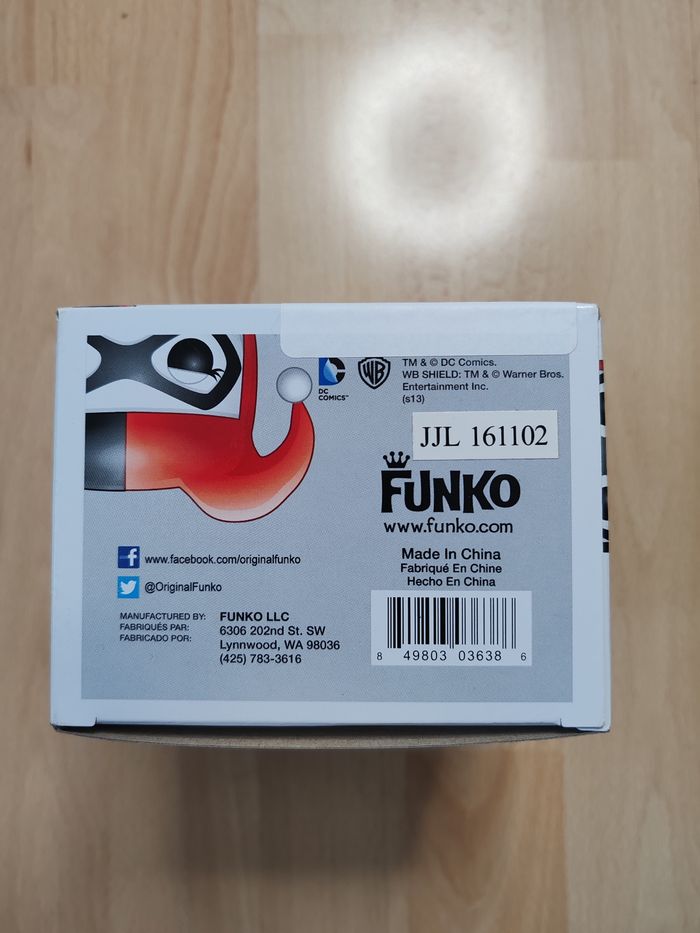 DC
COMICS™
WB
TM & © DC Comics.
WB SHIELD: TM & © Warner Bros.
Entertainment Inc.
(s13)
JJL 161102
FUNKO
www.funko.com
f www.facebook.com/originalfunko
@OriginalFunko
Made In China
Fabriqué En Chine
Hecho En China
MANUFACTURED BY: FUNKO LLC
FABRIQUÉS PAR: 6306 202nd St. SW
FABRICADO POR: Lynnwood, WA 98036
(425) 783-3616
8 49803 03638 6